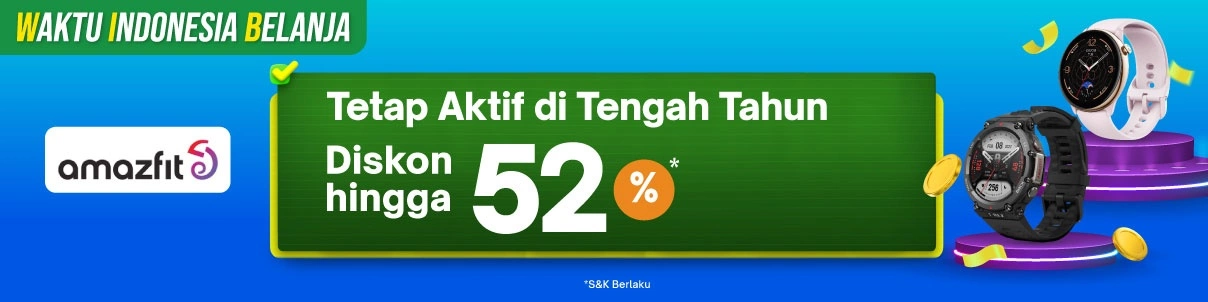 WAKTU INDONESIA BELANJA
Tetap Aktif di Tengah Tahun
amazfit
Diskon
hingga
52%*
*S&K Berlaku